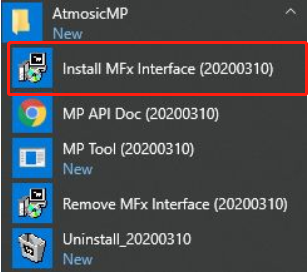 AtmosicMP
New
Install MFx Interface (20200310)
MP API Doc (20200310)
MP Tool (20200310)
New
Remove MFx Interface (20200310)
Uninstall_20200310
New